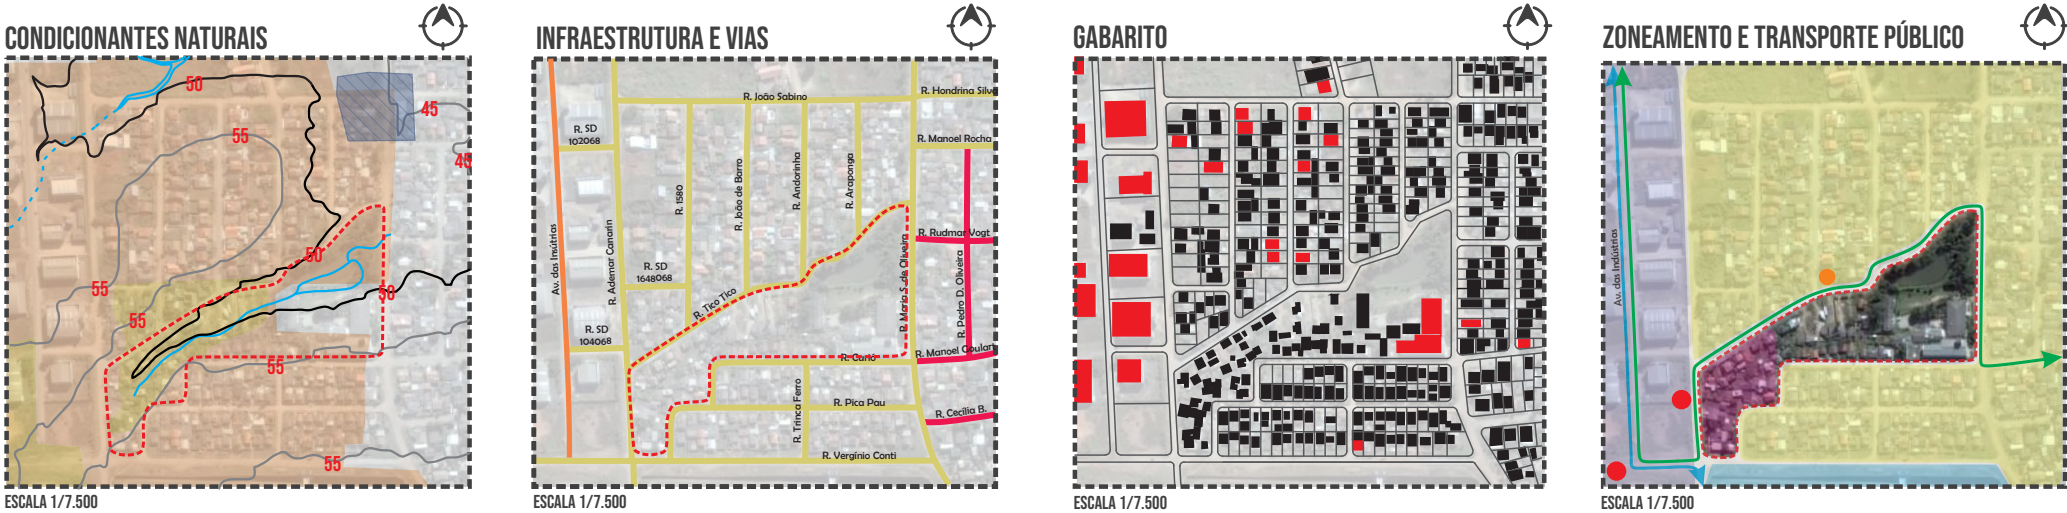 CONDICIONANTES NATURAIS
50
55
45
45
50
55
50
55
55
55
ESCALA 1/7.500
INFRAESTRUTURA E VIAS
R. João Sabino
R. Hondrina Silve
R. SD
102068
R. Manoel Rocha
R. 1580
R. João de Barro
R. Andorinha
R. Araponga
Av. das Insútrias
R. Ademar Canarin
R. SD
1648068
R. Rudmar Vogt
R. Maria S. de Oliveira
R. Pedro D. Oliveira
R. Tico Tico
R. SD
104068
R. Curió
R. Manoel Goulart
R. Trinca Ferro
R. Pica Pau
R. Cecília B.
R. Vergínio Conti
ESCALA 1/7.500
GABARITO
ESCALA 1/7.500
ZONEAMENTO E TRANSPORTE PÚBLICO
Av. das Indústrias
ESCALA 1/7.500